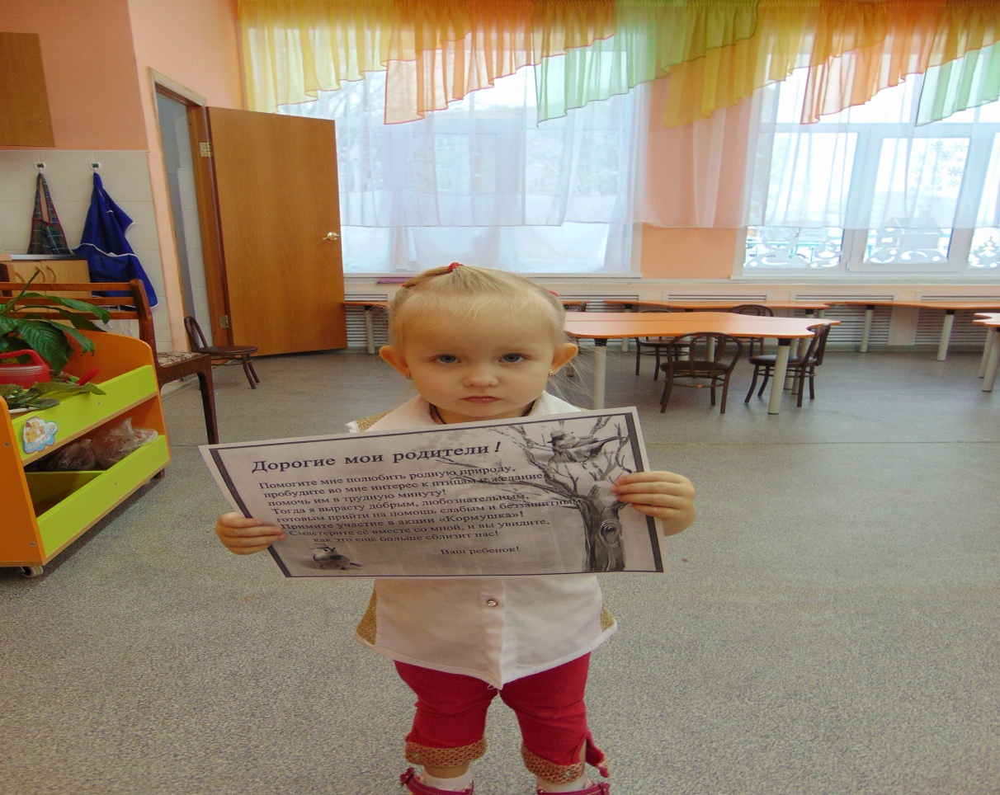 Дорогие мои родители!
Помогите мне полюбить родную природу,
пробудите во мне интерес к птицам и желание
помочь им в трудную минуту!
Тогда я вырасту добрым, любознательным,
готовым прийти на помощь слабым и беззащитным
Примите участие в акции «Кормушка»!
Смастерите её вместе со мной, и вы увидите,
как это ещё больше сблизит нас!
Ваш ребенок!